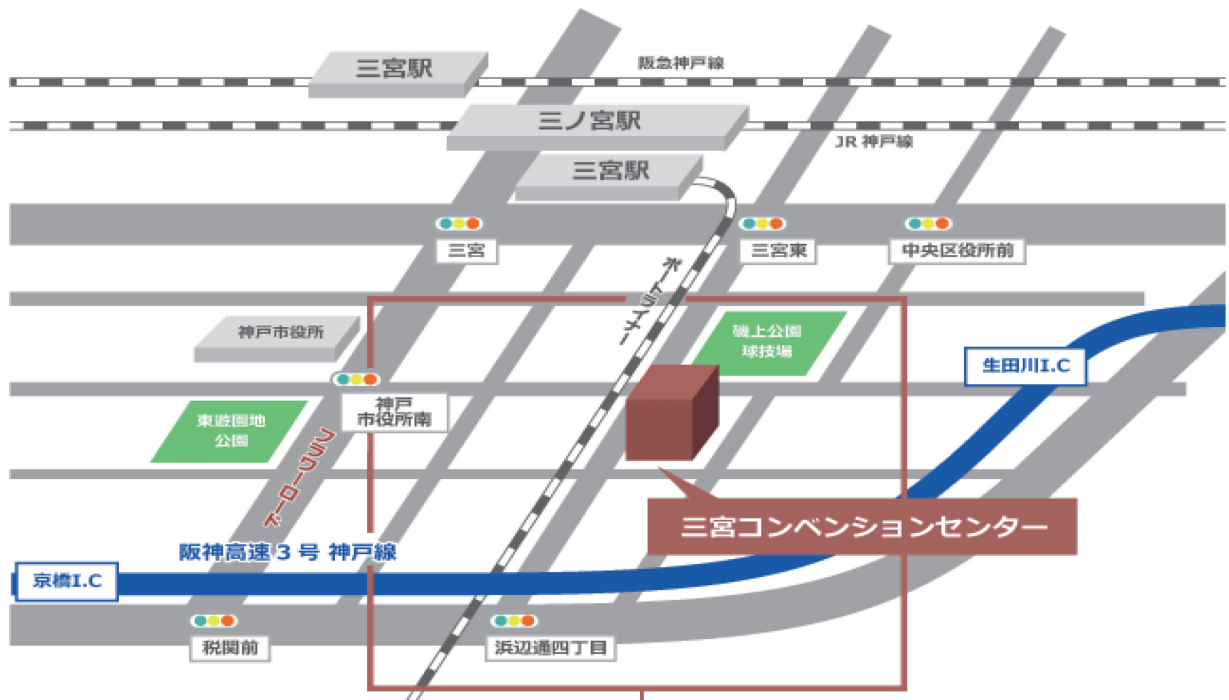 三宮駅
阪急神戸線
三ノ宮駅
JR 神戸線
三宮駅
三宮
三宮東
中央区役所前
ポートライナー
神戸市役所
磯上公園
球技場
生田川I.C
神戸
市役所南
東遊園地
公園
フラワーロード
三宮コンベンションセンター
阪神高速 3 号 神戸線
京橋I.C
税関前
浜辺通四丁目